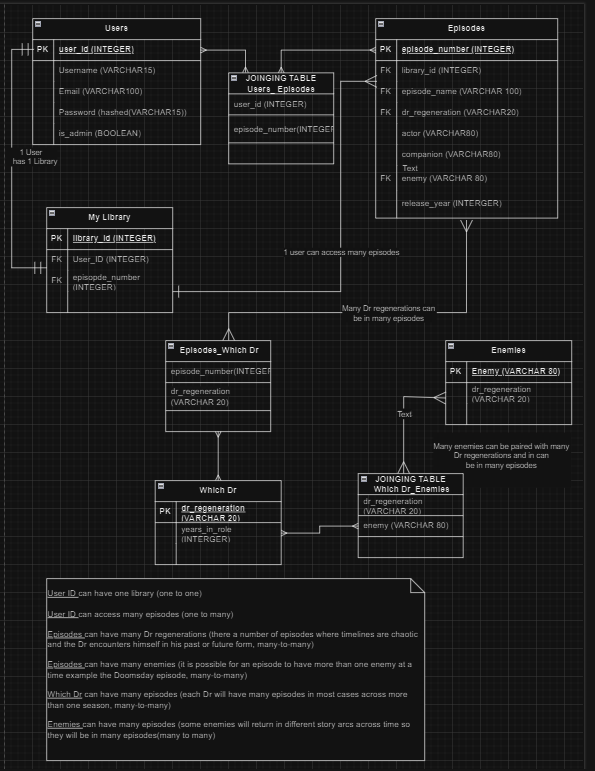 Users
PK user_id (INTEGER)
Username (VARCHAR15)
Email (VARCHAR100)
Password (hashed(VARCHAR15))
is_admin (BOOLEAN)
JOINGING TABLE
Users_Episodes
user_id (INTEGER)
episode_number(INTEGER
Episodes
PK episode_number (INTEGER)
FK library_id (INTEGER)
FK episode_name (VARCHAR 100)
FK dr_regeneration (VARCHAR20)
actor (VARCHAR80)
companion (VARCHAR80)
Text
FK enemy (VARCHAR 80)
release_year (INTERGER)
1 User
has 1 Library
My Library
PK library_id (INTEGER)
FK User_ID (INTEGER)
FK episopde_number
(INTEGER)
1 user can access many episodes
Many Dr regenerations can
be in many episodes
Episodes_Which Dr
episode_number(INTEGER
dr_regeneration
(VARCHAR 20)
Enemies
PK Enemy (VARCHAR 80)
dr_regeneration
(VARCHAR 20)
Text
Many enemies can be paired with many
Dr regenerations and in can
be in many episodes
Which Dr
PK dr_regeneration
(VARCHAR 20)
years_in_role
(INTERGER)
JOINGING TABLE
Which Dr_Enemies
dr_regeneration
(VARCHAR 20)
enemy (VARCHAR 80)
User ID can have one library (one to one)
User ID can access many episodes (one to many)
Episodes can have many Dr regenerations (there a number of episodes where timelines are chaotic
and the Dr encounters himself in his past or future form, many-to-many)
Episodes can have many enemies (it is possible for an episode to have more than one enemy at a
time example the Doomsday episode, many-to-many)
Which Dr can have many episodes (each Dr will have many episodes in most cases across more
than one season, many-to-many)
Enemies can have many episodes (some enemies will return in different story arcs across time so
they will be in many episodes(many to many)